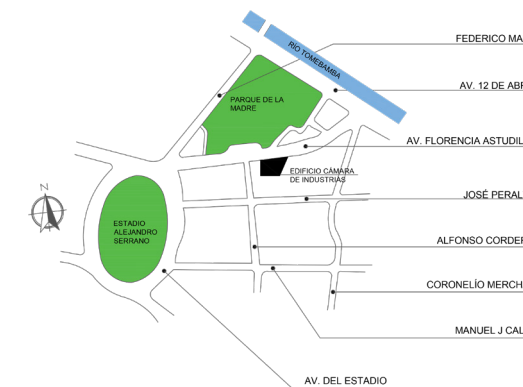 FEDERICO MA
RÍO TOMEBAMBA
AV. 12 DE ABR
PARQUE DE LA
MADRE
AV. FLORENCIA ASTUDIL
EDIFICIO CÁMARA
DE INDUSTRIAS
N
JOSÉ PERAL
ESTADIO
ALEJANDRO
SERRANO
ALFONSO CORDER
CORONELÍO MERCH
MANUEL J CAL
AV. DEL ESTADIO